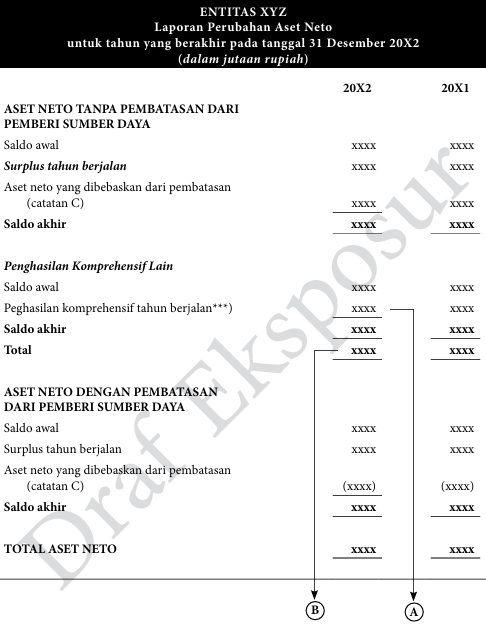 ENTITAS XYZ
Laporan Perubahan Aset Neto
untuk tahun yang berakhir pada tanggal 31 Desember 20X2
(dalam jutaan rupiah)
20X2 20X1
ASET NETO TANPA PEMBATASAN DARI
PEMBERI SUMBER DAYA
Saldo awal xxxx xxxx
Surplus tahun berjalan xxxx xxxx
Aset neto yang dibebaskan dari pembatasan
(catatan C) xxxx xxxx
Saldo akhir xxxx xxxx
Penghasilan Komprehensif Lain
Saldo awal xxxx xxxx
Peghasilan komprehensif tahun berjalan***) xxxx xxxx
Saldo akhir xxxx xxxx
Total xxxx xxxx
ASET NETO DENGAN PEMBATASAN
DARI PEMBERI SUMBER DAYA
Saldo awal xxxx xxxx
Surplus tahun berjalan xxxx xxxx
Aset neto yang dibebaskan dari pembatasan
(catatan C) (xxxx) (xxxx)
Saldo akhir xxxx xxxx
TOTAL ASET NETO xxxx xxxx
B A
Draf Eksposur